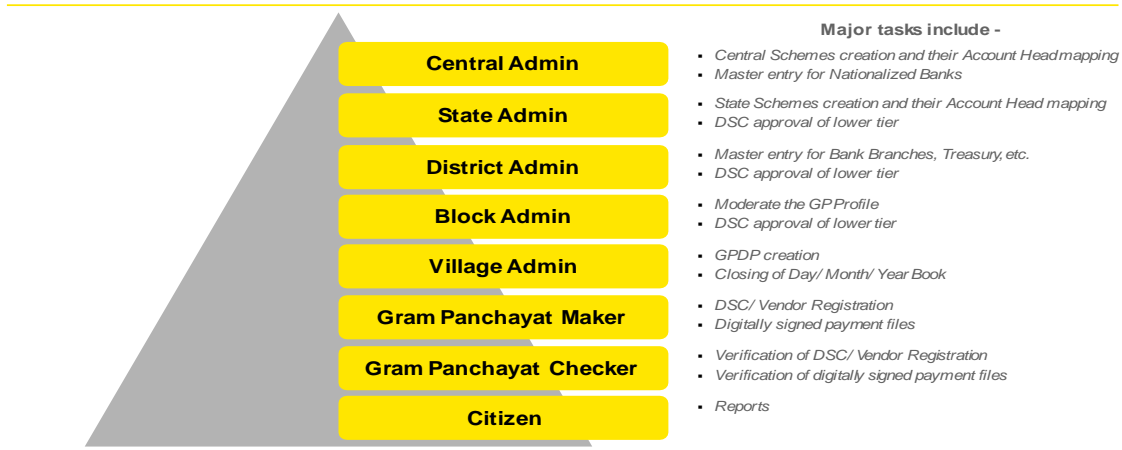 Major tasks include -
Central Admin
▪ Central Schemes creation and their Account Head mapping
▪ Master entry for Nationalized Banks
State Admin
▪ State Schemes creation and their Account Head mapping
▪ DSC approval of lower tier
District Admin
▪ Master entry for Bank Branches, Treasury, etc.
▪ DSC approval of lower tier
Block Admin
▪ Moderate the GP Profile
▪ DSC approval of lower tier
Village Admin
▪ GPDP creation
▪ Closing of Day/ Month/ Year Book
Gram Panchayat Maker
▪ DSC/ Vendor Registration
▪ Digitally signed payment files
Gram Panchayat Checker
▪ Verification of DSC/ Vendor Registration
▪ Verification of digitally signed payment files
Citizen
▪ Reports